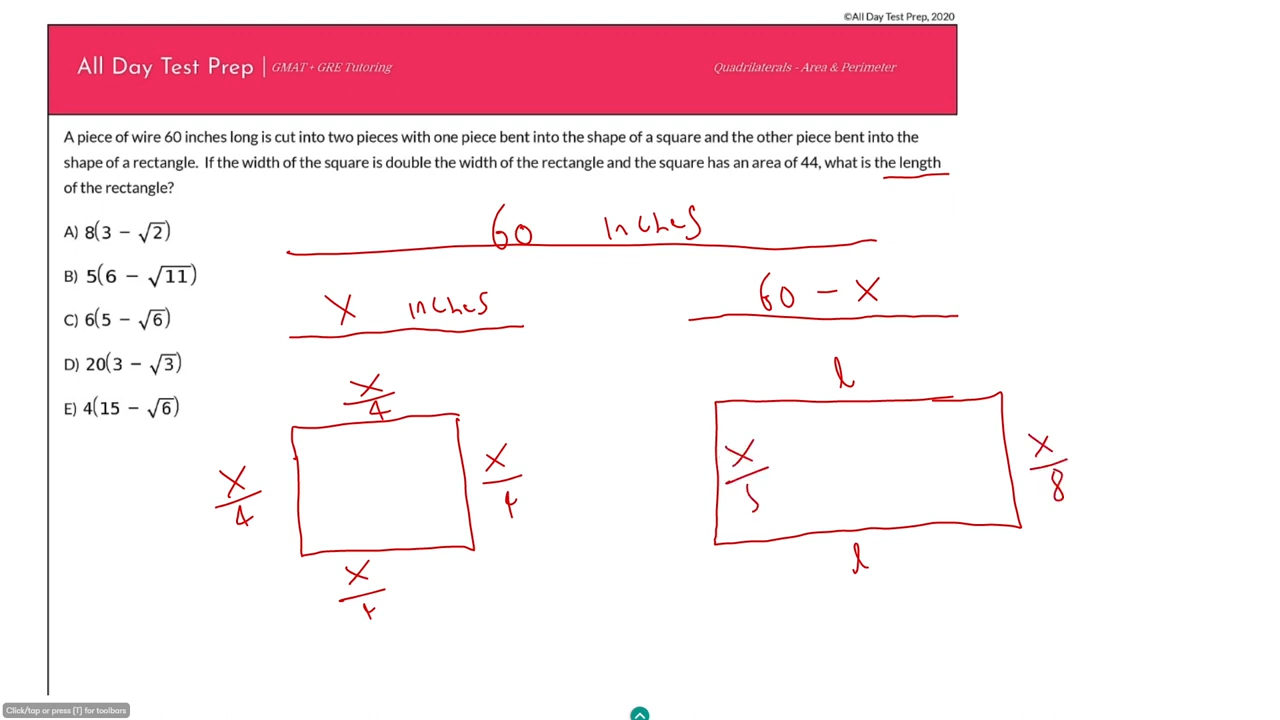 ©All Day Test Prep, 2020
All Day Test Prep | GMAT + GRE Tutoring
Quadrilaterals - Area & Perimeter
A piece of wire 60 inches long is cut into two pieces with one piece bent into the shape of a square and the other piece bent into the
shape of a rectangle. If the width of the square is double the width of the rectangle and the square has an area of 44, what is the length
of the rectangle?
60 inches
A) 8(3 − √2)
B) 5(6 − √11)
C) 6(5 − √6)
D) 20(3 − √3)
E) 4(15 − √6)
x inches
60 − x
x/4
l
x/4
x/4
x/
x/8
x/4
l
Click/tap or press [T] for toolbars